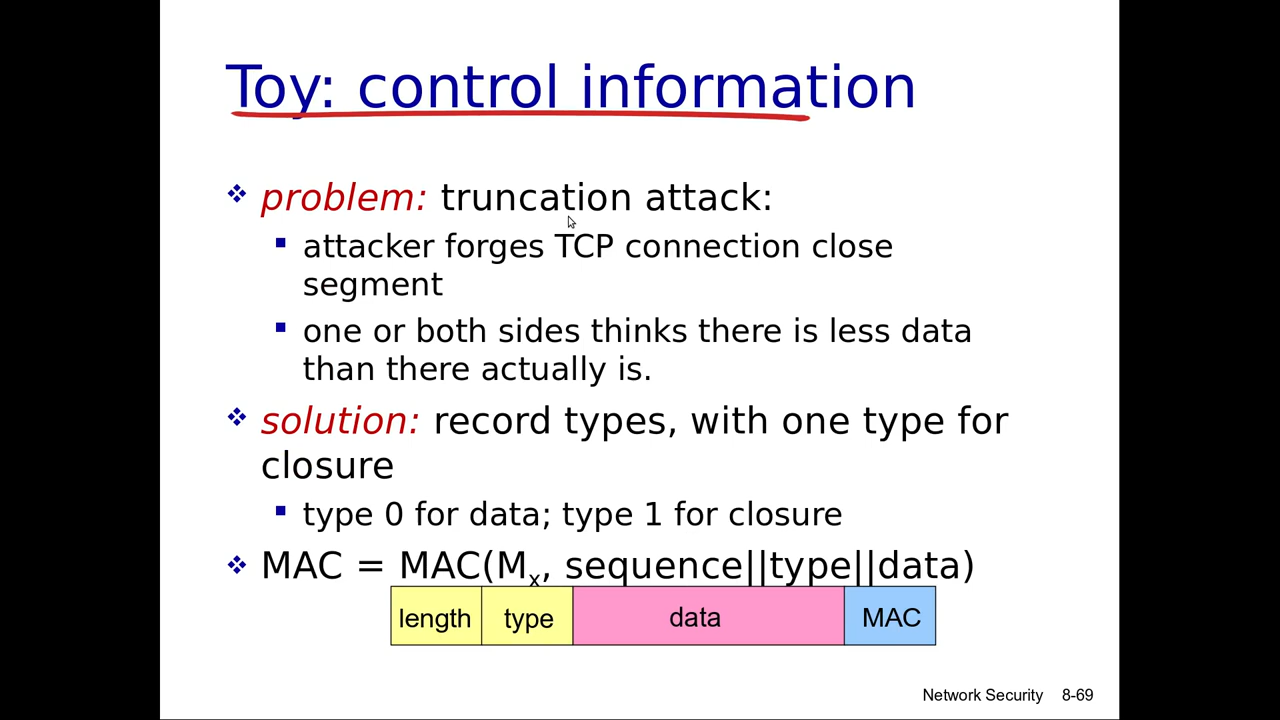 Toy: control information
problem: truncation attack:
attacker forges TCP connection close
segment
one or both sides thinks there is less data
than there actually is.
solution: record types, with one type for
closure
type 0 for data; type 1 for closure
MAC = MAC(Mx, sequence||type||data)
length type data MAC
Network Security 8-69